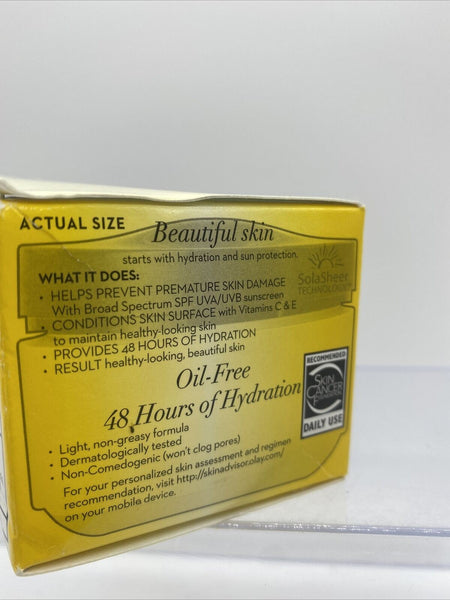 ACTUAL SIZE
Beautiful skin
starts with hydration and sun protection.
SolaSheer
TECHNOLOGY
WHAT IT DOES:
• HELPS PREVENT PREMATURE SKIN DAMAGE
With Broad Spectrum SPF UVA/UVB sunscreen
• CONDITIONS SKIN SURFACE with Vitamins C & E
to maintain healthy-looking skin
• PROVIDES 48 HOURS OF HYDRATION
• RESULT healthy-looking, beautiful skin
Oil-Free
48 Hours of Hydration
RECOMMENDED
SKIN
CANCER
FOUNDATION
DAILY USE
• Light, non-greasy formula
• Dermatologically tested
• Non-Comedogenic (won't clog pores)
For your personalized skin assessment and regimen
recommendation, visit http://skinadvisor.olay.com/
on your mobile device.